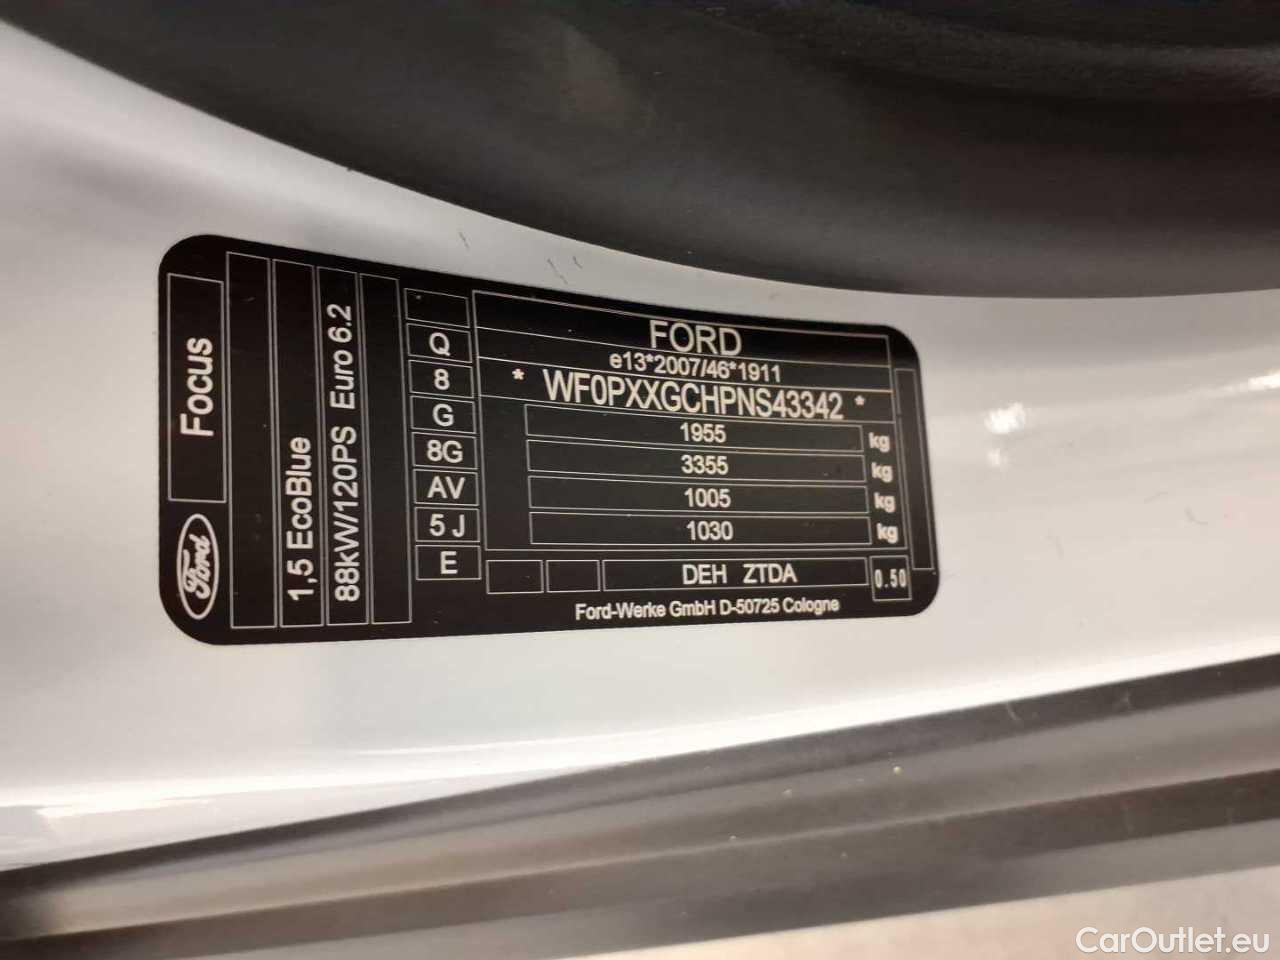 Ford
Focus
1,5 EcoBlue
88kW/120PS Euro 6.2
Q
8
G
8G
AV
5 J
E
FORD
e13*2007/46*1911
* WF0PXXGCHPNS43342 *
1955 kg
3355 kg
1005 kg
1030 kg
DEH ZTDA 0.50
Ford-Werke GmbH D-50725 Cologne
CarOutlet.eu